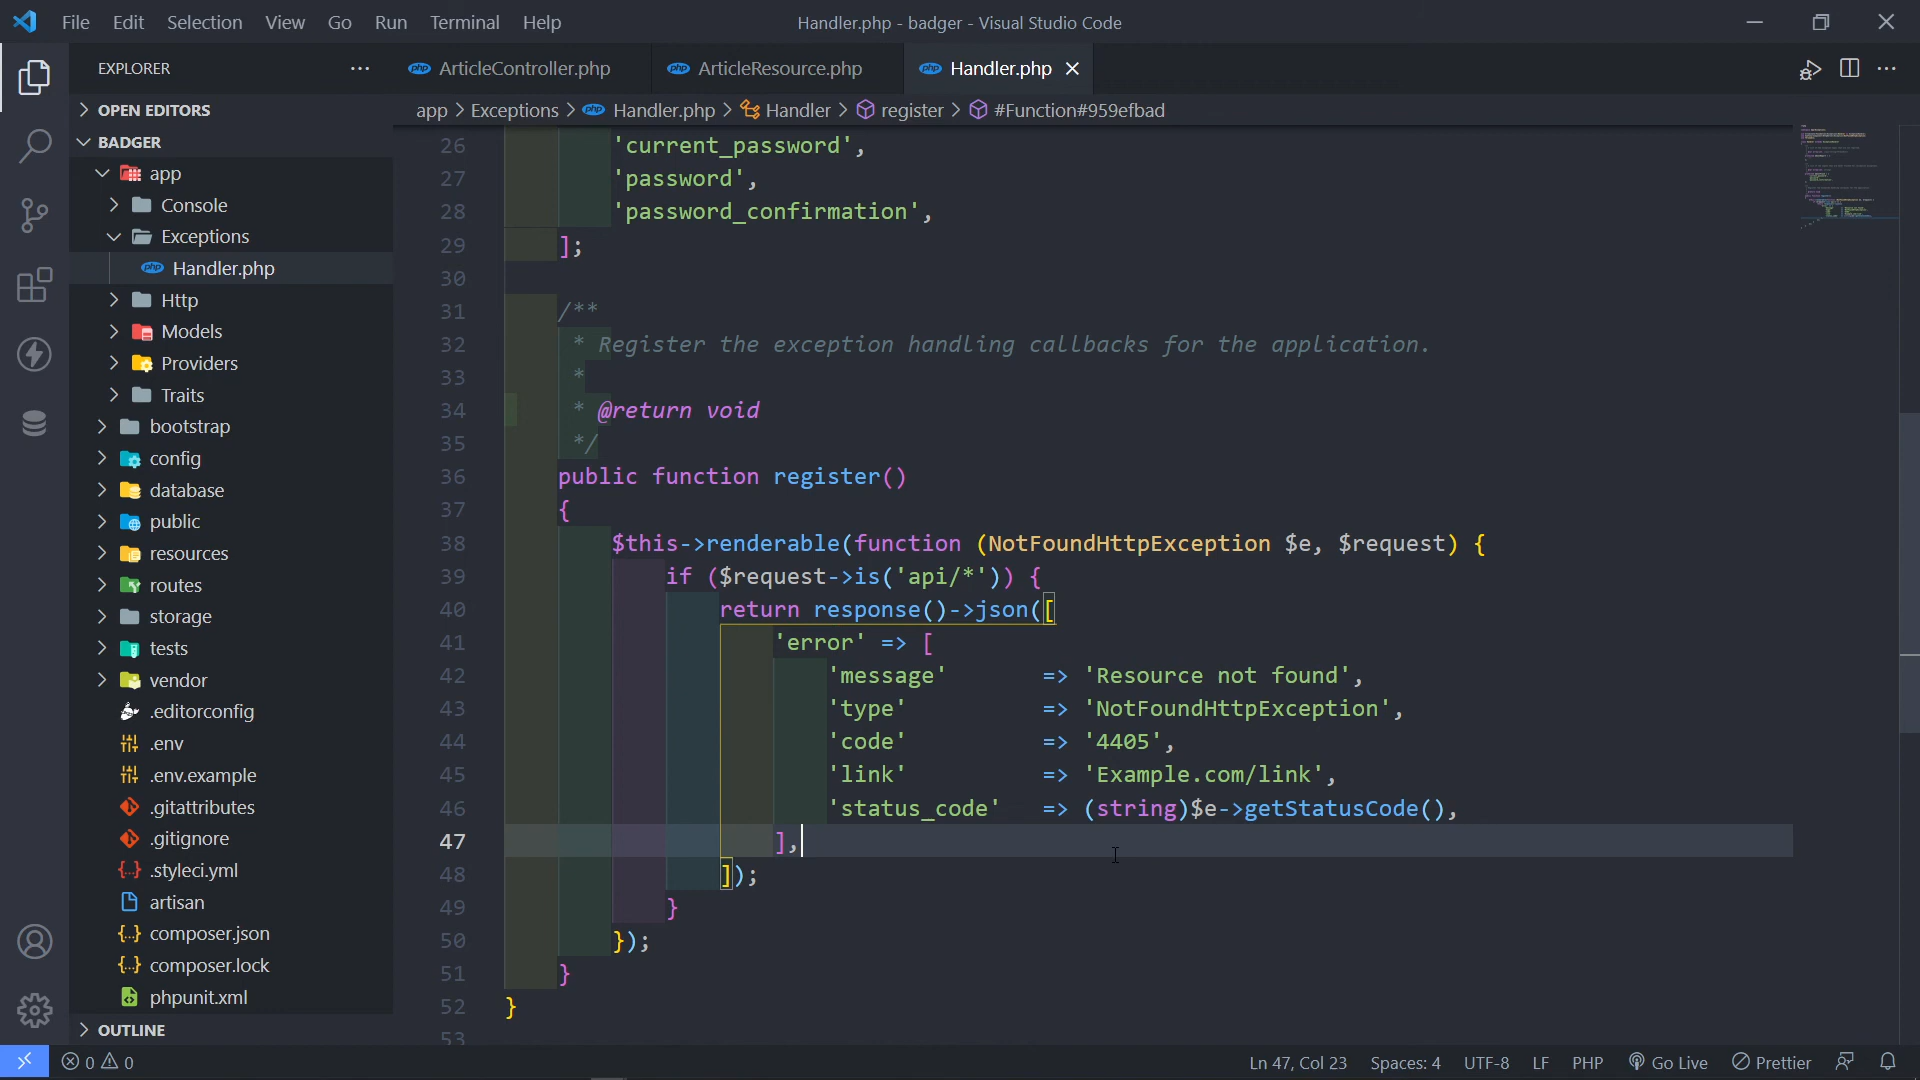 File Edit Selection View Go Run Terminal Help
Handler.php - badger - Visual Studio Code
EXPLORER
OPEN EDITORS
BADGER
app
Console
Exceptions
php Handler.php
Http
Models
Providers
Traits
bootstrap
config
database
public
resources
routes
storage
tests
vendor
.editorconfig
.env
.env.example
.gitattributes
.gitignore
.styleci.yml
artisan
composer.json
composer.lock
phpunit.xml
OUTLINE
php ArticleController.php
php ArticleResource.php
php Handler.php
app > Exceptions > php Handler.php > Handler > register > #Function#959efbad
26 'current_password',
27 'password',
28 'password_confirmation',
29 ];
30
31 /**
32 * Register the exception handling callbacks for the application.
33 *
34 * @return void
35 */
36 public function register()
37 {
38 $this->renderable(function (NotFoundHttpException $e, $request) {
39 if ($request->is('api/*')) {
40 return response()->json([
41 'error' => [
42 'message' => 'Resource not found',
43 'type' => 'NotFoundHttpException',
44 'code' => '4405',
45 'link' => 'Example.com/link',
46 'status_code' => (string)$e->getStatusCode(),
47 ],
48 ]);
49 }
50 });
51 }
52 }
53
0 0
Ln 47, Col 23 Spaces: 4 UTF-8 LF PHP Go Live Prettier